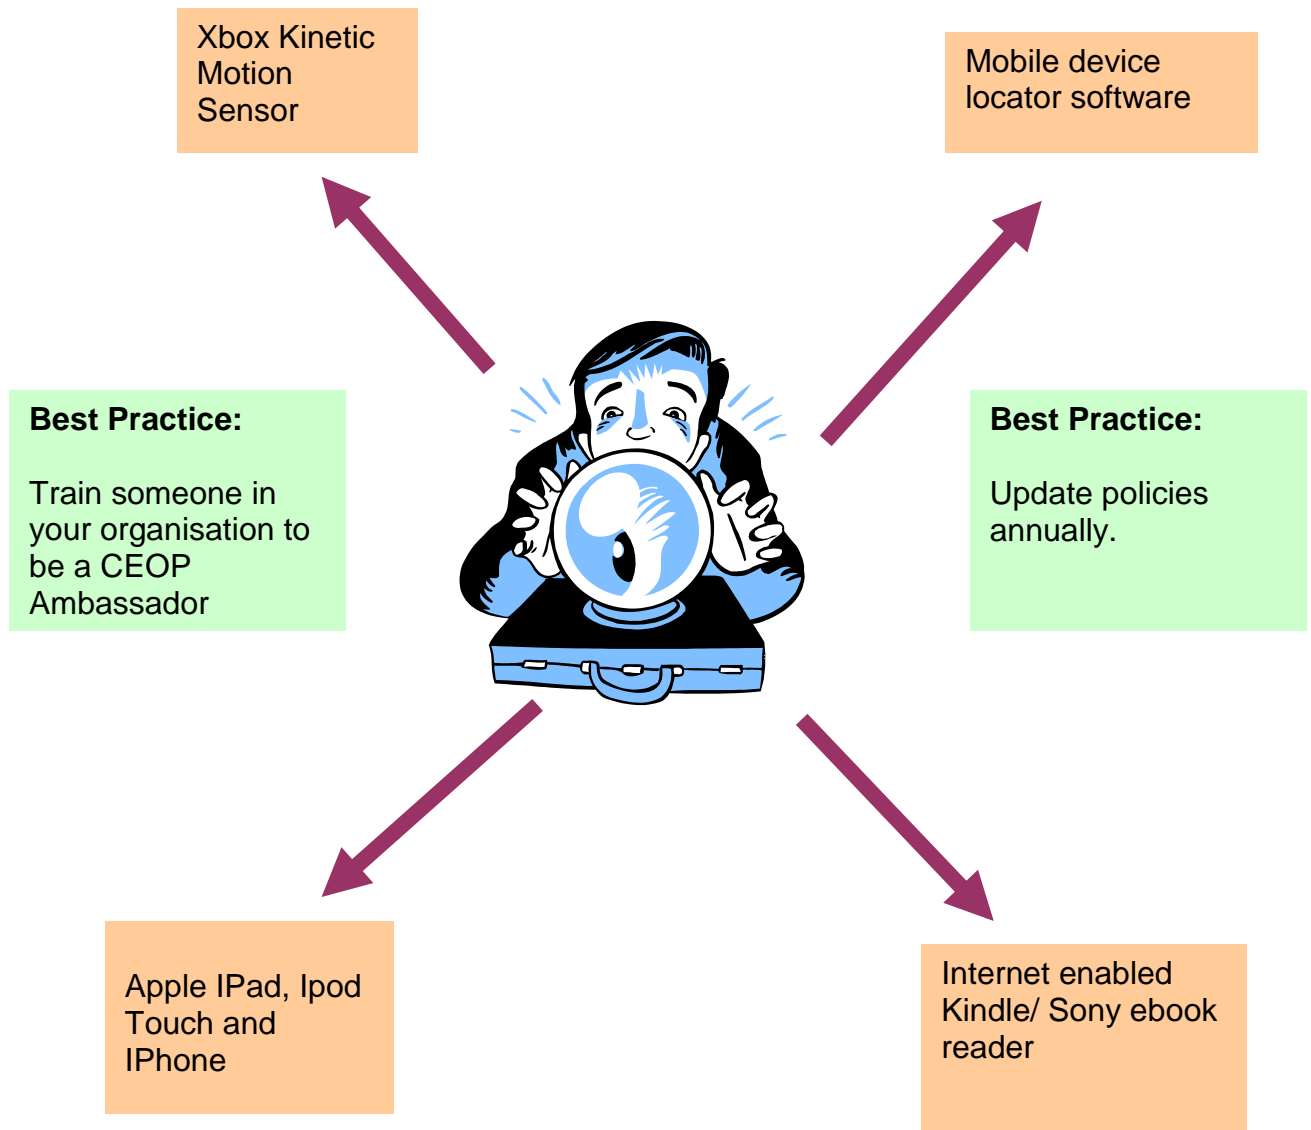 Xbox Kinetic
Motion
Sensor
Mobile device
locator software
Best Practice:
Train someone in
your organisation to
be a CEOP
Ambassador
Best Practice:
Update policies
annually.
Apple IPad, Ipod
Touch and
IPhone
Internet enabled
Kindle/ Sony ebook
reader